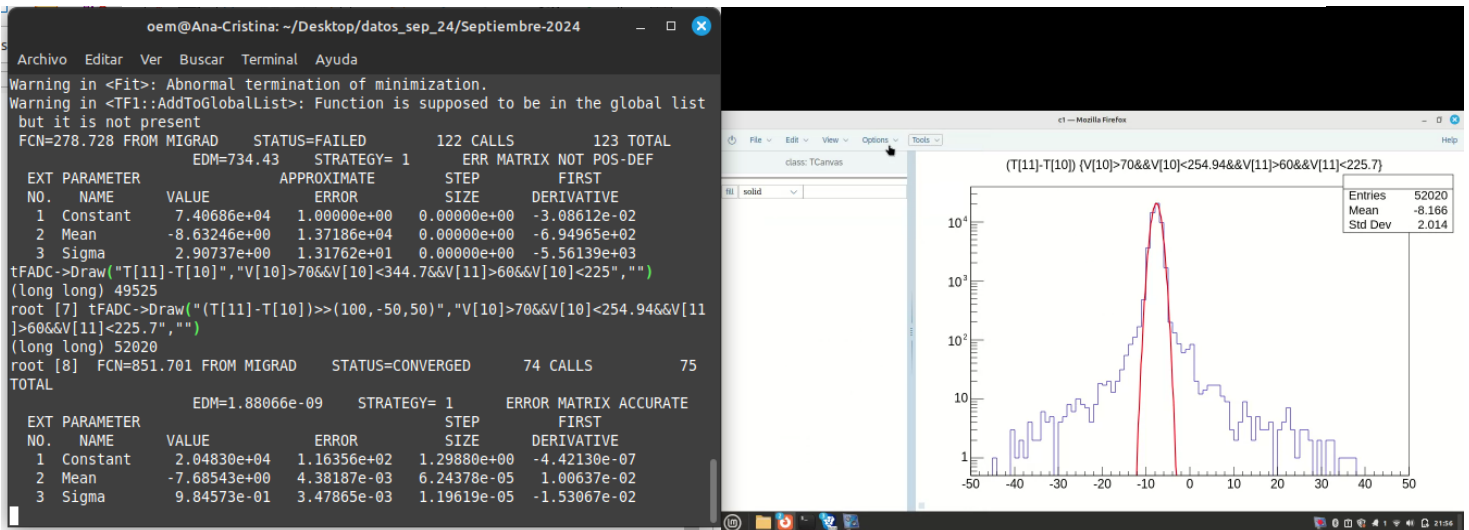 oem@Ana-Cristina: ~/Desktop/datos_sep_24/Septiembre-2024
Archivo Editar Ver Buscar Terminal Ayuda
Warning in <Fit>: Abnormal termination of minimization.
Warning in <TF1::AddToGlobalList>: Function is supposed to be in the global list
but it is not present
FCN=278.728 FROM MIGRAD STATUS=FAILED 122 CALLS 123 TOTAL
EDM=734.43 STRATEGY= 1 ERR MATRIX NOT POS-DEF
EXT PARAMETER APPROXIMATE STEP FIRST
NO. NAME VALUE ERROR SIZE DERIVATIVE
1 Constant 7.40686e+04 1.00000e+00 0.00000e+00 -3.08612e-02
2 Mean -8.63246e+00 1.37186e+04 0.00000e+00 -6.94965e+02
3 Sigma 2.90737e+00 1.31762e+01 0.00000e+00 -5.56139e+03
tFADC->Draw("T[11]-T[10]","V[10]>70&&V[10]<344.7&&V[11]>60&&V[10]<225","")
(long long) 49525
root [7] tFADC->Draw("(T[11]-T[10])>>(100,-50,50)","V[10]>70&&V[10]<254.94&&V[11
]>60&&V[11]<225.7","")
(long long) 52020
root [8] FCN=851.701 FROM MIGRAD STATUS=CONVERGED 74 CALLS 75
TOTAL
EDM=1.88066e-09 STRATEGY= 1 ERROR MATRIX ACCURATE
EXT PARAMETER STEP FIRST
NO. NAME VALUE ERROR SIZE DERIVATIVE
1 Constant 2.04830e+04 1.16356e+02 1.29880e+00 -4.42130e-07
2 Mean -7.68543e+00 4.38187e-03 6.24378e-05 1.00637e-02
3 Sigma 9.84573e-01 3.47865e-03 1.19619e-05 -1.53067e-02
c1 — Mozilla Firefox
File Edit View Options Tools Help
class: TCanvas
fill solid
(T[11]-T[10]) {V[10]>70&&V[10]<254.94&&V[11]>60&&V[11]<225.7}
Entries 52020
Mean -8.166
Std Dev 2.014
10^4
10^3
10^2
10
1
-50 -40 -30 -20 -10 0 10 20 30 40 50
21:56